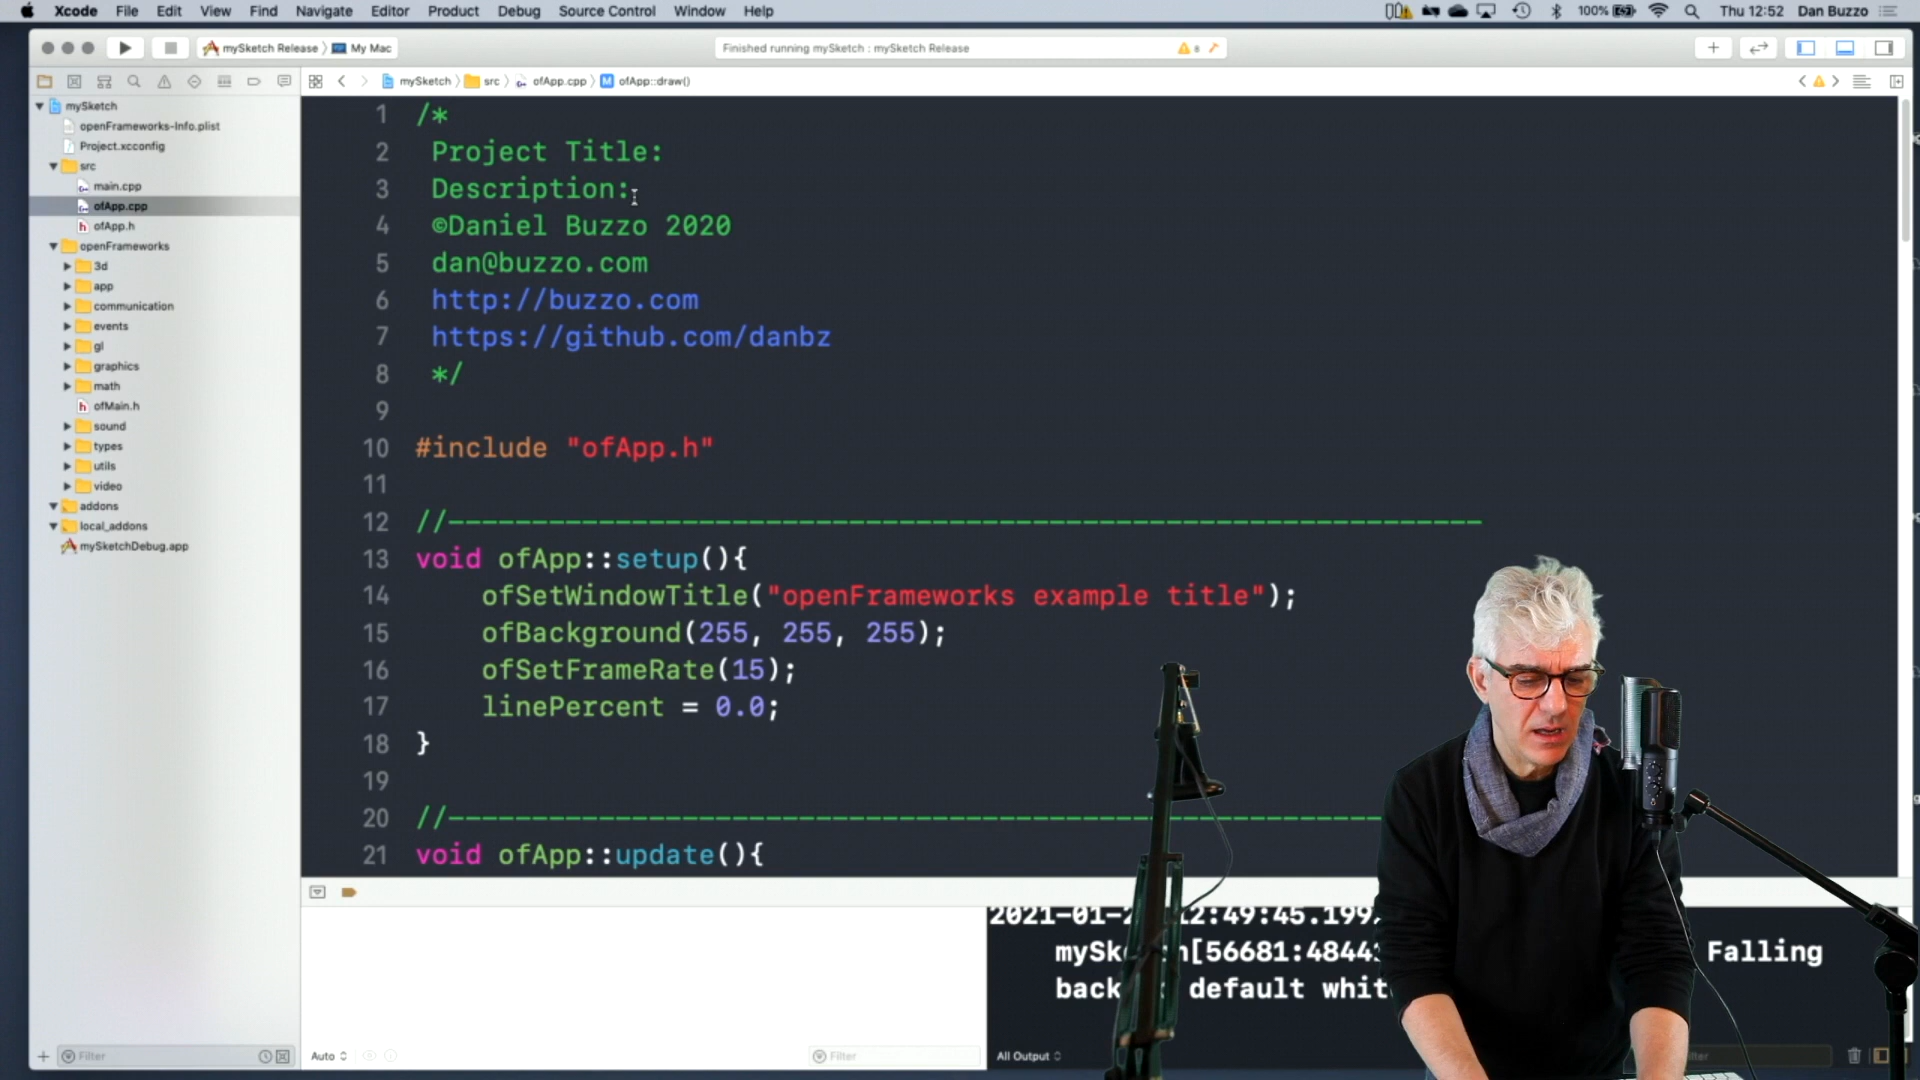 Xcode File Edit View Find Navigate Editor Product Debug Source Control Window Help
100% Thu 12:52 Dan Buzzo
mySketch Release My Mac
Finished running mySketch : mySketch Release
8
mySketch src ofApp.cpp M ofApp::draw()
mySketch
openFrameworks-Info.plist
Project.xcconfig
src
main.cpp
ofApp.cpp
h ofApp.h
openFrameworks
3d
app
communication
events
gl
graphics
math
h ofMain.h
sound
types
utils
video
addons
local_addons
mySketchDebug.app
Filter
1 /*
2 Project Title:
3 Description:
4 ©Daniel Buzzo 2020
5 dan@buzzo.com
6 http://buzzo.com
7 https://github.com/danbz
8 */
9
10 #include "ofApp.h"
11
12 //--------------------------------------------------------------
13 void ofApp::setup(){
14 ofSetWindowTitle("openFrameworks example title");
15 ofBackground(255, 255, 255);
16 ofSetFrameRate(15);
17 linePercent = 0.0;
18 }
19
20 //--------------------------------------------------------------
21 void ofApp::update(){
Auto
Filter
Falling
default
All Output